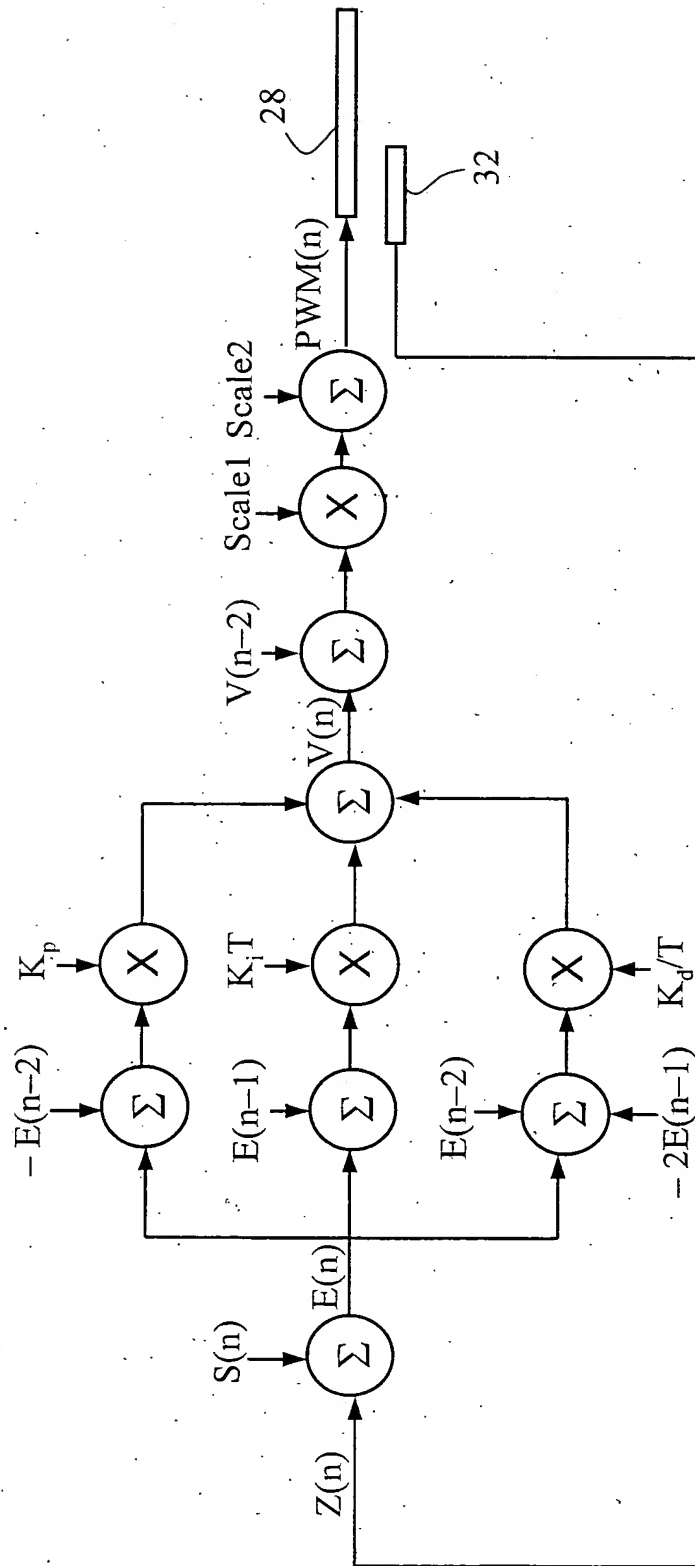 Z(n)
S(n)
Σ
E(n)
−E(n−2)
Σ
K_p
X
E(n−1)
Σ
K_iT
X
E(n−2)
Σ
−2E(n−1)
X
K_d/T
Σ
V(n)
V(n−2)
Σ
Scale1
X
Scale2
Σ
PWM(n)
28
32